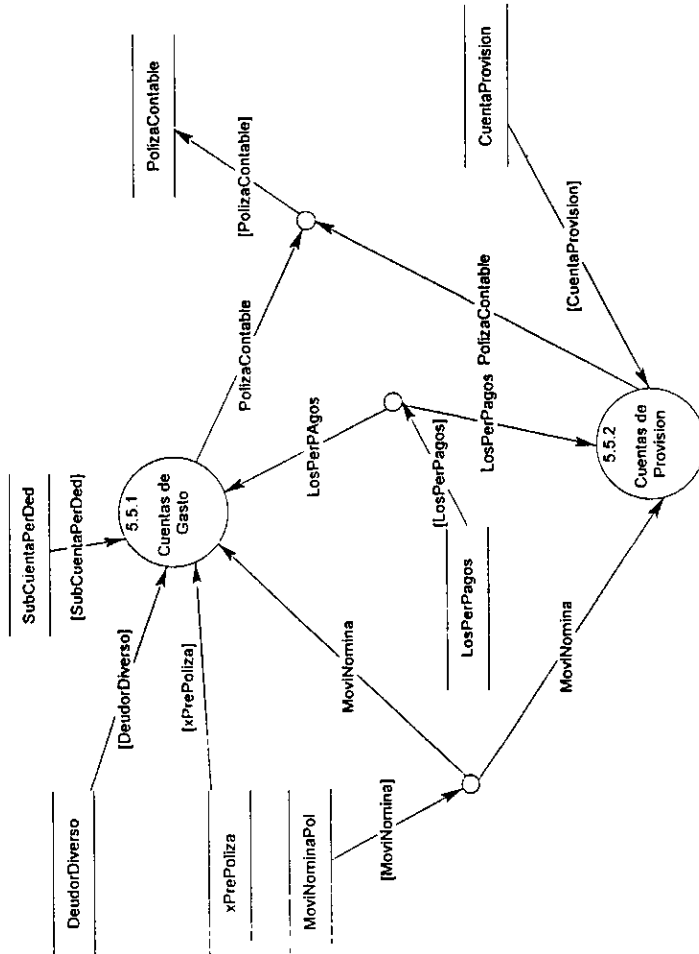 SubCuentaPerDed
[SubCuentaPerDed]
DeudorDiverso
[DeudorDiverso]
xPrePoliza
[xPrePoliza]
MoviNominaPol
[MoviNomina]
MoviNomina
MoviNomina
5.5.1
Cuentas de
Gasto
LosPerPAgos
[LosPerPagos]
LosPerPagos
LosPerPagos
5.5.2
Cuentas de
Provision
PolizaContable
PolizaContable
[PolizaContable]
PolizaContable
CuentaProvision
[CuentaProvision]